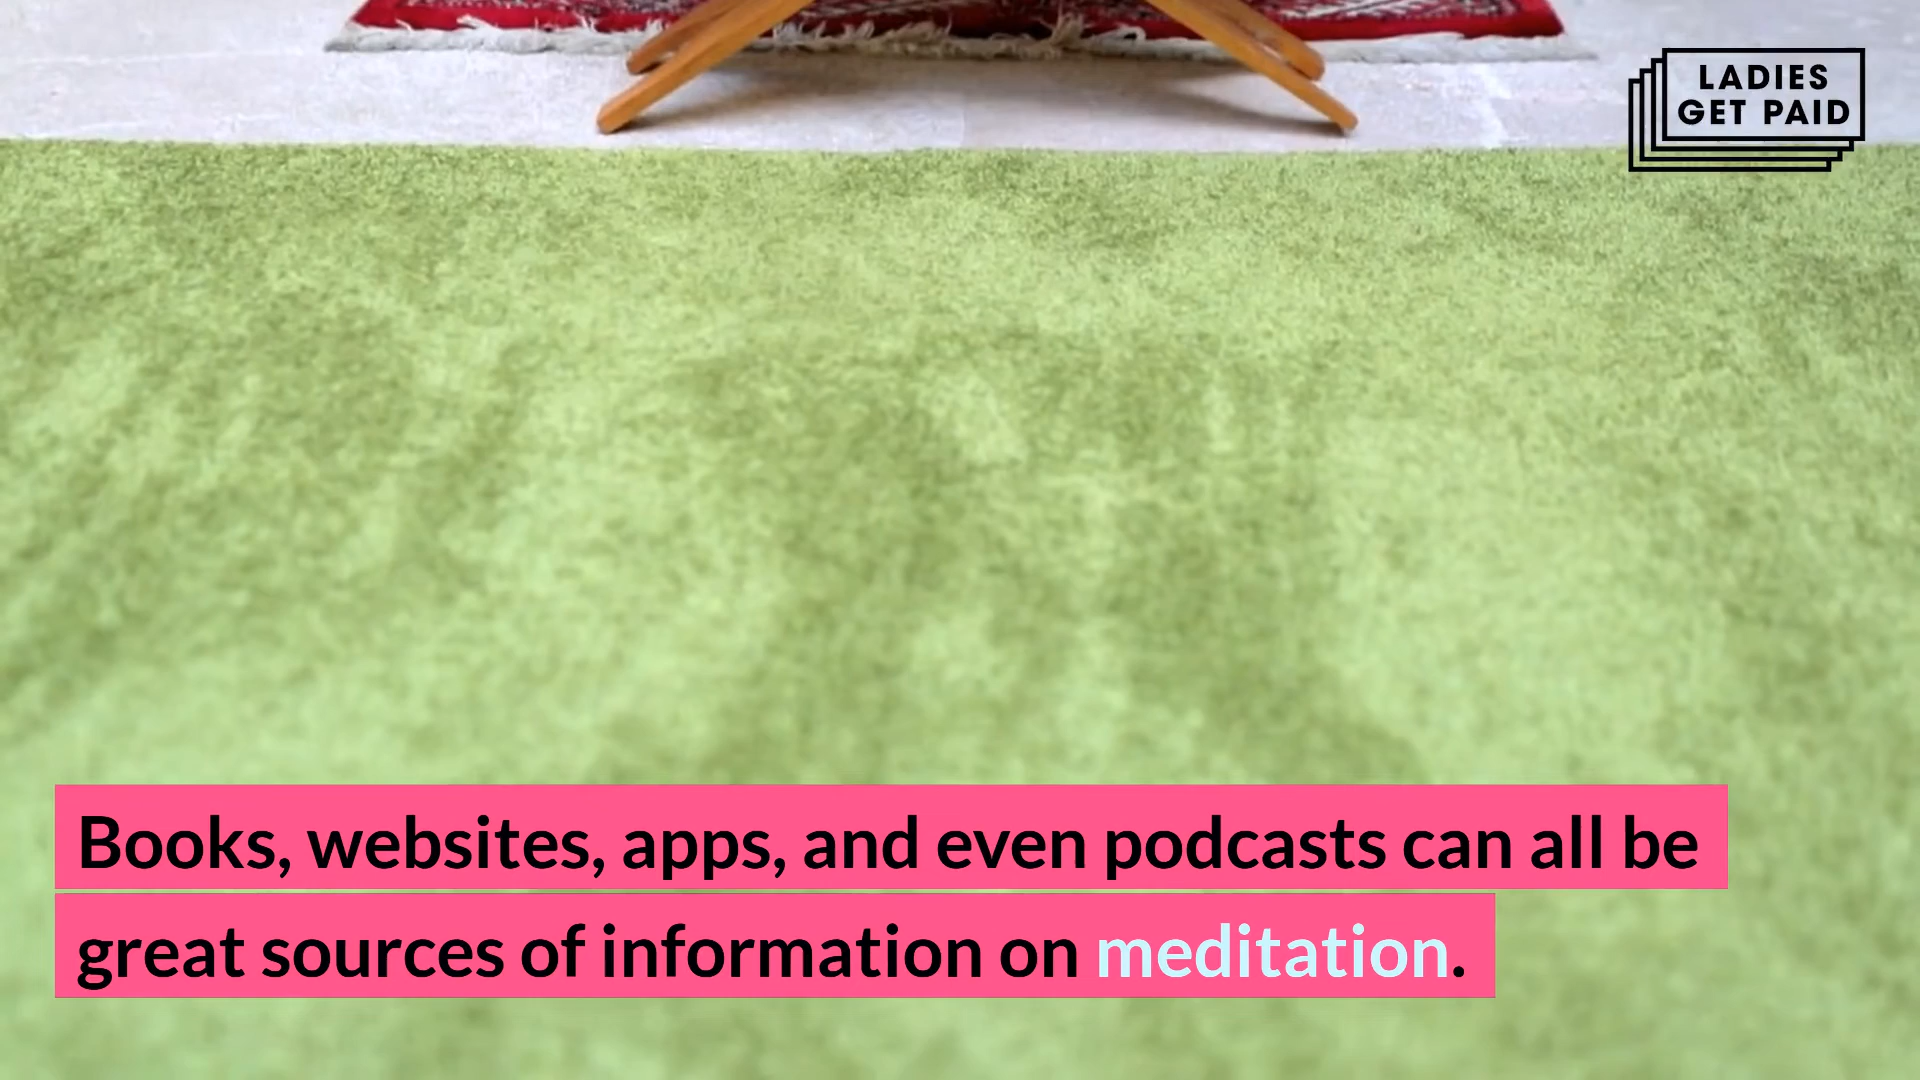 LADIES
GET PAID
Books, websites, apps, and even podcasts can all be
great sources of information on meditation.